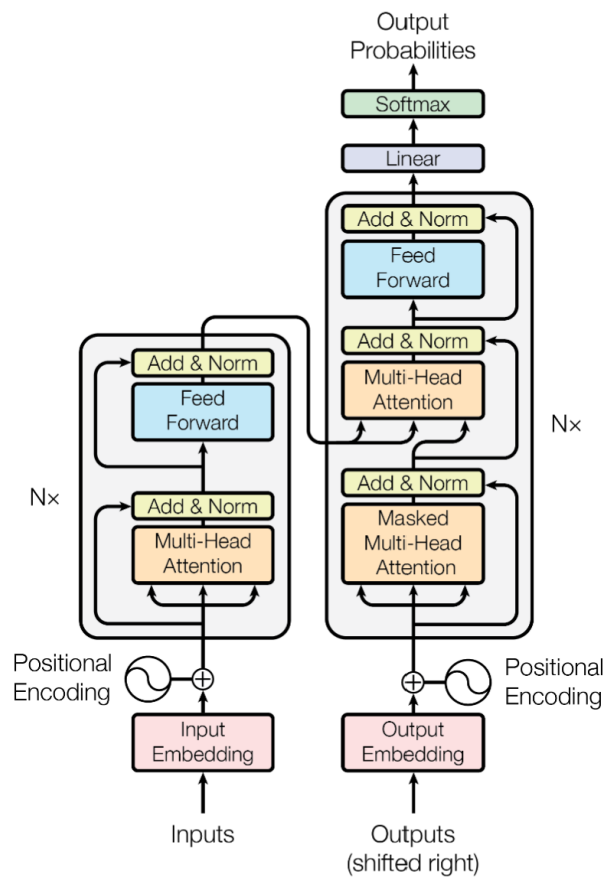 Output
Probabilities
Softmax
Linear
Add & Norm
Feed
Forward
Add & Norm
Multi-Head
Attention
Add & Norm
Masked
Multi-Head
Attention
N×
Add & Norm
Feed
Forward
Add & Norm
Multi-Head
Attention
N×
Positional
Encoding
Positional
Encoding
Input
Embedding
Output
Embedding
Inputs
Outputs
(shifted right)